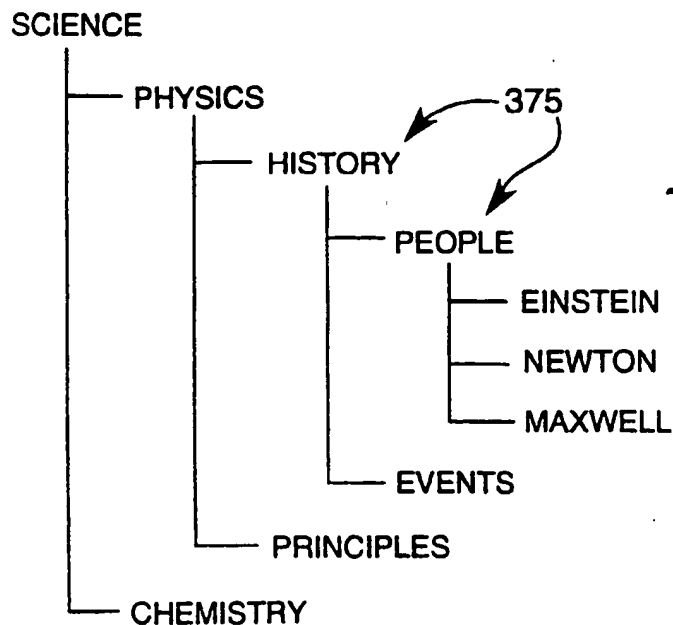 SCIENCE
PHYSICS
375
HISTORY
PEOPLE
EINSTEIN
NEWTON
MAXWELL
EVENTS
PRINCIPLES
CHEMISTRY